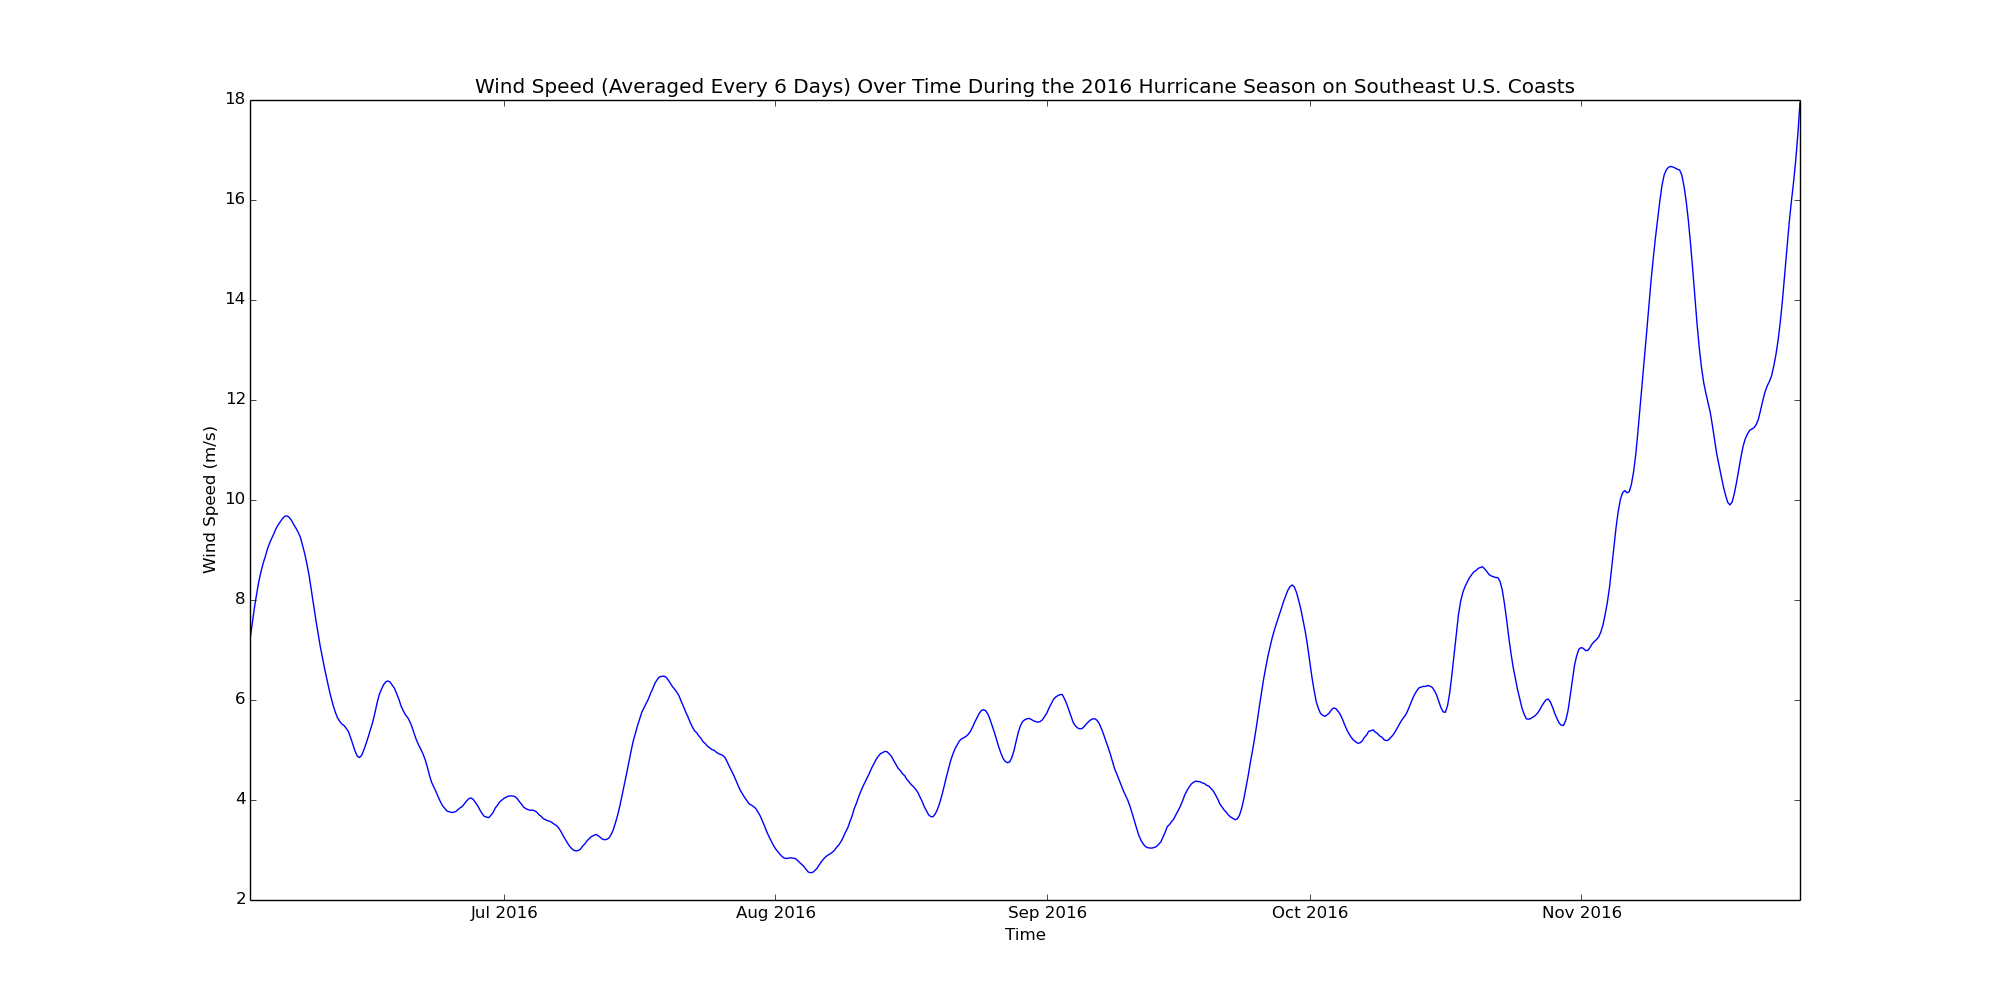 Wind Speed (Averaged Every 6 Days) Over Time During the 2016 Hurricane Season on Southeast U.S. Coasts
18
16
14
12
10
8
6
4
2
Wind Speed (m/s)
Jul 2016
Aug 2016
Sep 2016
Oct 2016
Nov 2016
Time